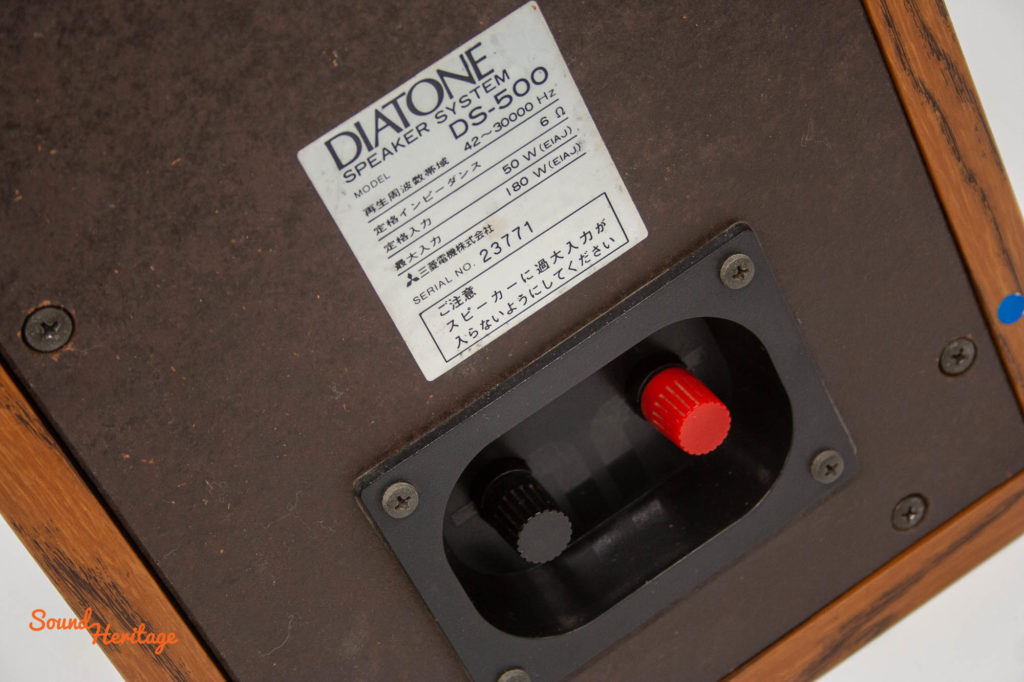 DIATONE
SPEAKER SYSTEM
MODEL DS-500
再生周波数帯域 42～30000 Hz
定格インピーダンス 6 Ω
定格入力 50 W(EIAJ)
最大入力 180 W(EIAJ)
三菱電機株式会社
SERIAL NO. 23771
ご注意
スピーカーに過大入力が
入らないようにしてください
Sound
Heritage